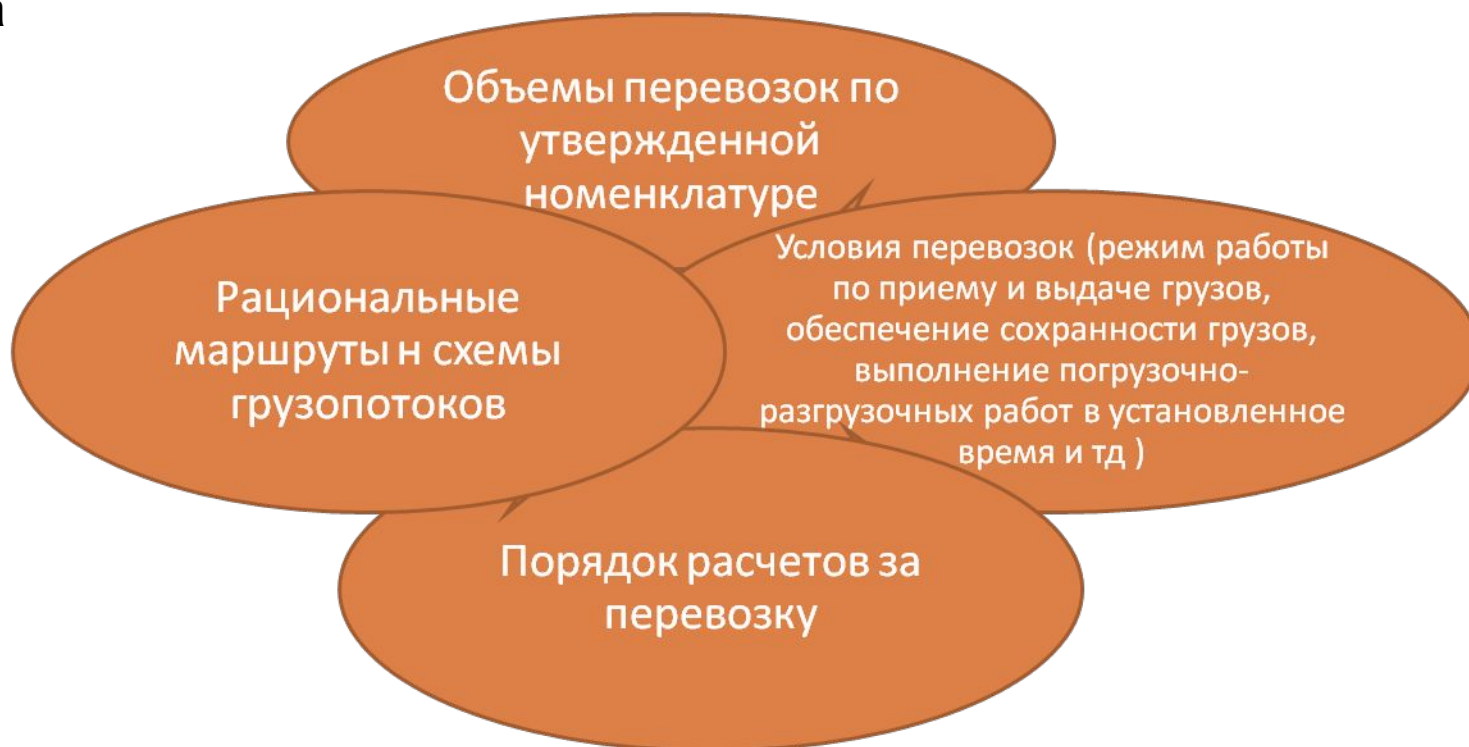 а
Объемы перевозок по
утвержденной
номенклатуре
Условия перевозок (режим работы
по приему и выдаче грузов,
обеспечение сохранности грузов,
выполнение погрузочно-
разгрузочных работ в установленное
время и тд )
Порядок расчетов за
перевозку
Рациональные
маршруты н схемы
грузопотоков